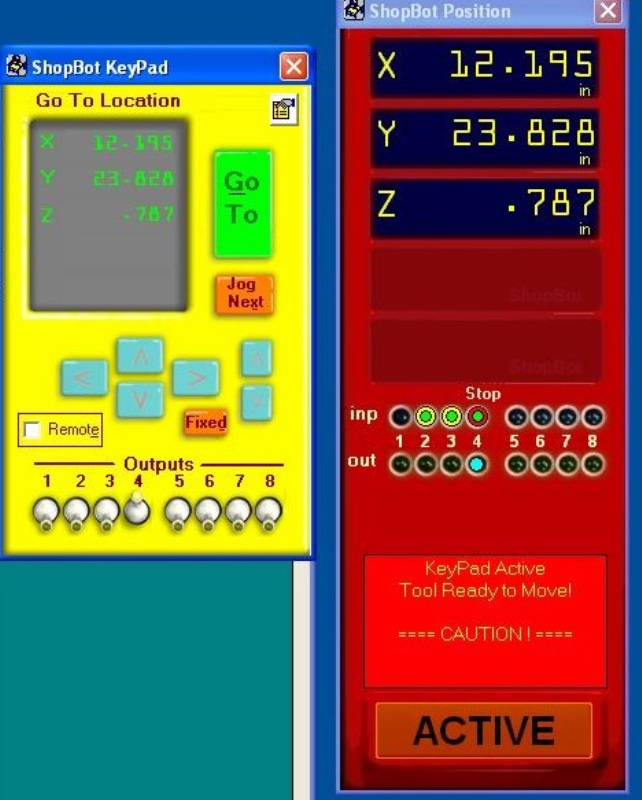 ShopBot KeyPad
Go To Location
X 12.195
Y 23.828
Z .787
Go
To
Jog
Next
< ^ v > ^ v
Fixed
Remote
Outputs
1 2 3 4 5 6 7 8
ShopBot Position
X 12.195
in
Y 23.828
in
Z .787
in
ShopBot
ShopBot
Stop
inp
1 2 3 4 5 6 7 8
out
KeyPad Active
Tool Ready to Move!
==== CAUTION! ====
ACTIVE